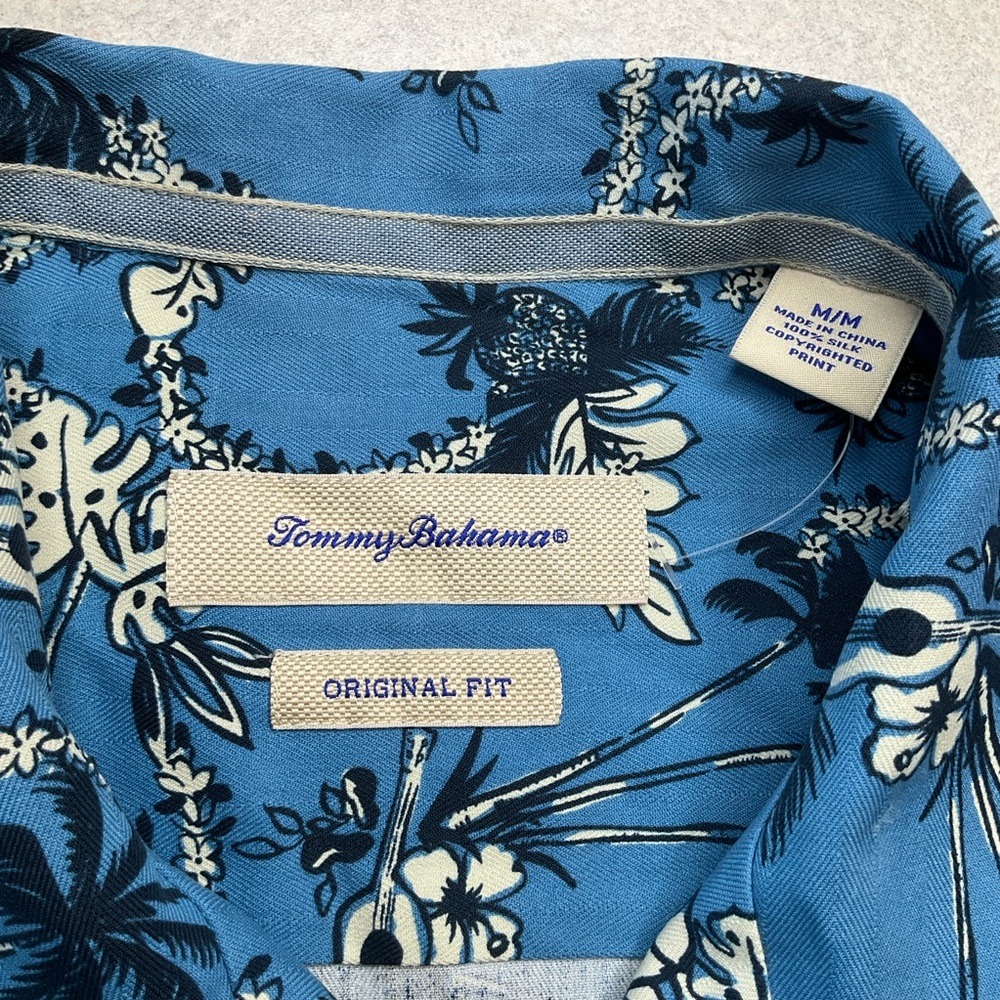 M/M
MADE IN CHINA
100% SILK
COPYRIGHTED
PRINT
Tommy Bahama®
ORIGINAL FIT